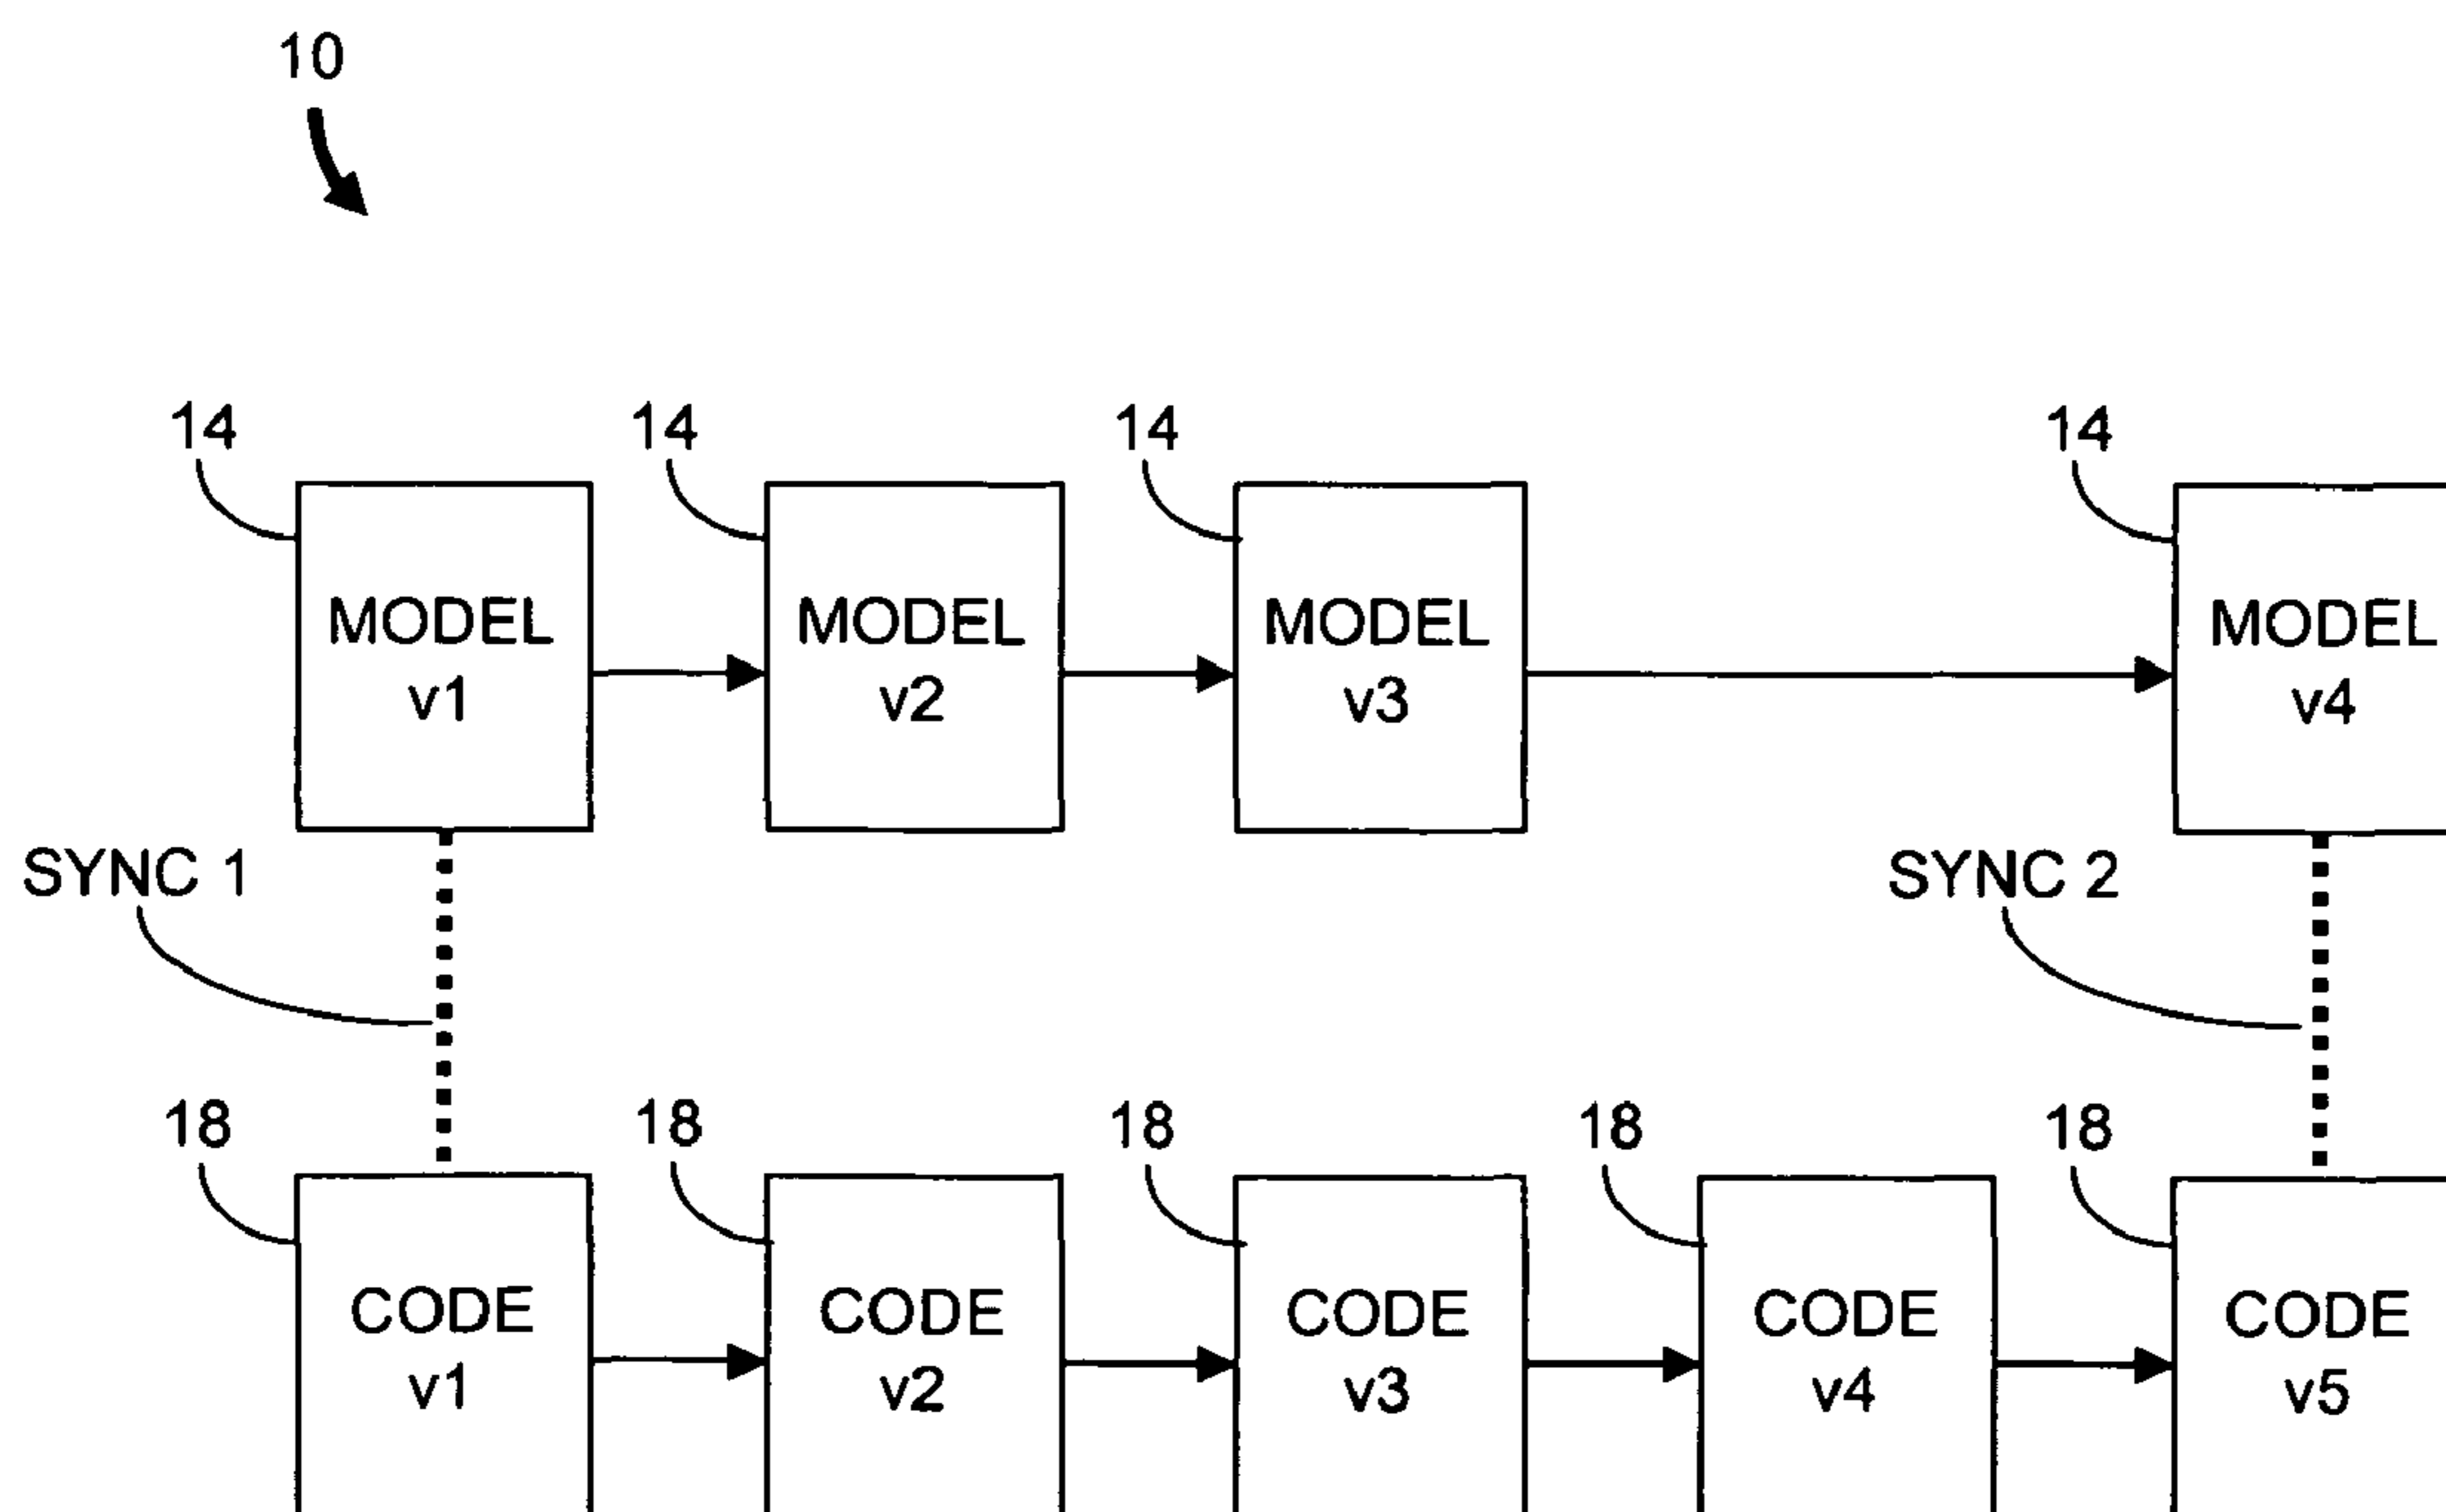 10
14 14 14 14
MODEL MODEL MODEL MODEL
v1 v2 v3 v4
SYNC 1 SYNC 2
18 18 18 18 18
CODE CODE CODE CODE CODE
v1 v2 v3 v4 v5